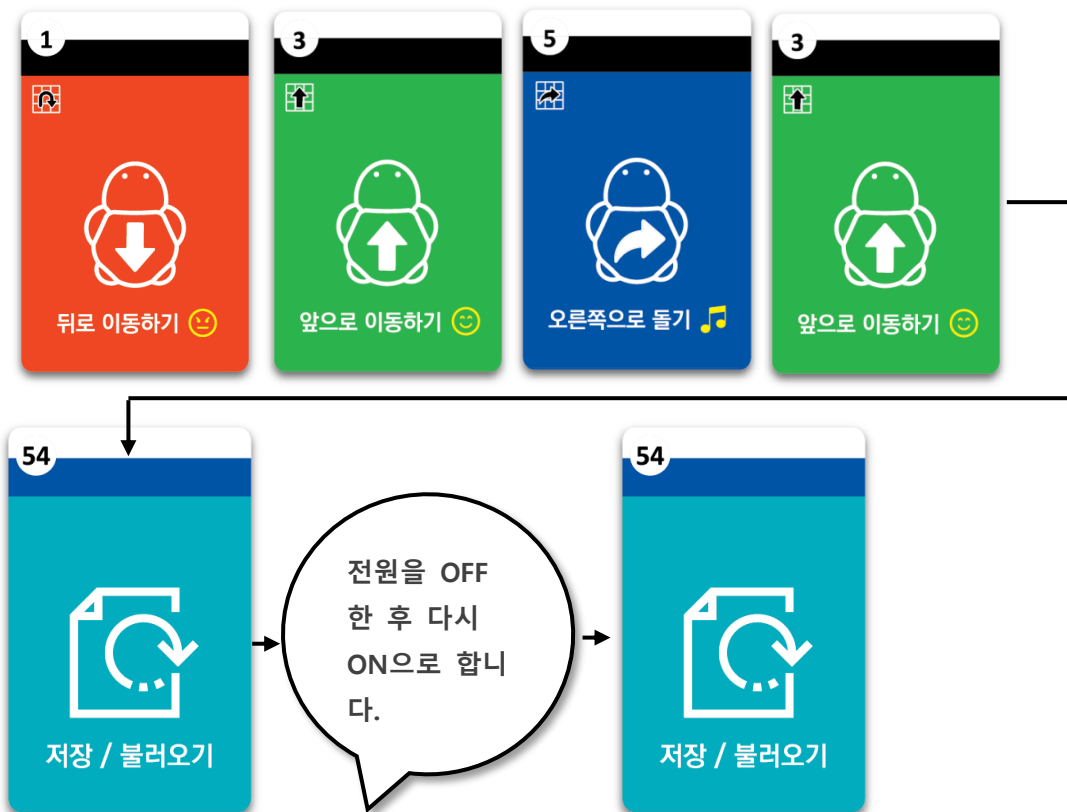 1
뒤로 이동하기
3
앞으로 이동하기
5
오른쪽으로 돌기
3
앞으로 이동하기
54
저장 / 불러오기
전원을 OFF
한 후 다시
ON으로 합니
다.
54
저장 / 불러오기